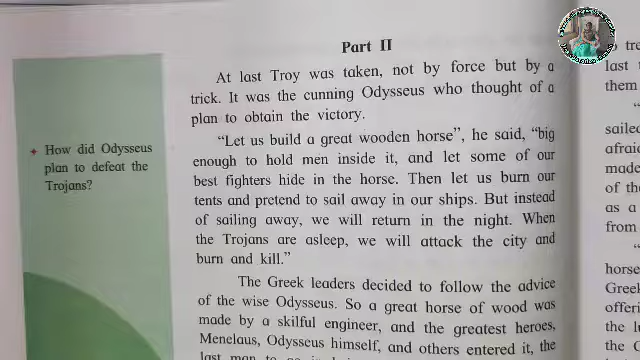 Part II
At last Troy was taken, not by force but by a
trick. It was the cunning Odysseus who thought of a
plan to obtain the victory.
"Let us build a great wooden horse", he said, "big
enough to hold men inside it, and let some of our
best fighters hide in the horse. Then let us burn our
tents and pretend to sail away in our ships. But instead
of sailing away, we will return in the night. When
the Trojans are asleep, we will attack the city and
burn and kill."
The Greek leaders decided to follow the advice
of the wise Odysseus. So a great horse of wood was
made by a skilful engineer, and the greatest heroes,
Menelaus, Odysseus himself, and others entered it, the
last man to
How did Odysseus
plan to defeat the
Trojans?
tre
last
them
sailed
afraid
made
of the
as a
from
horse
Greek
offeri
the
the